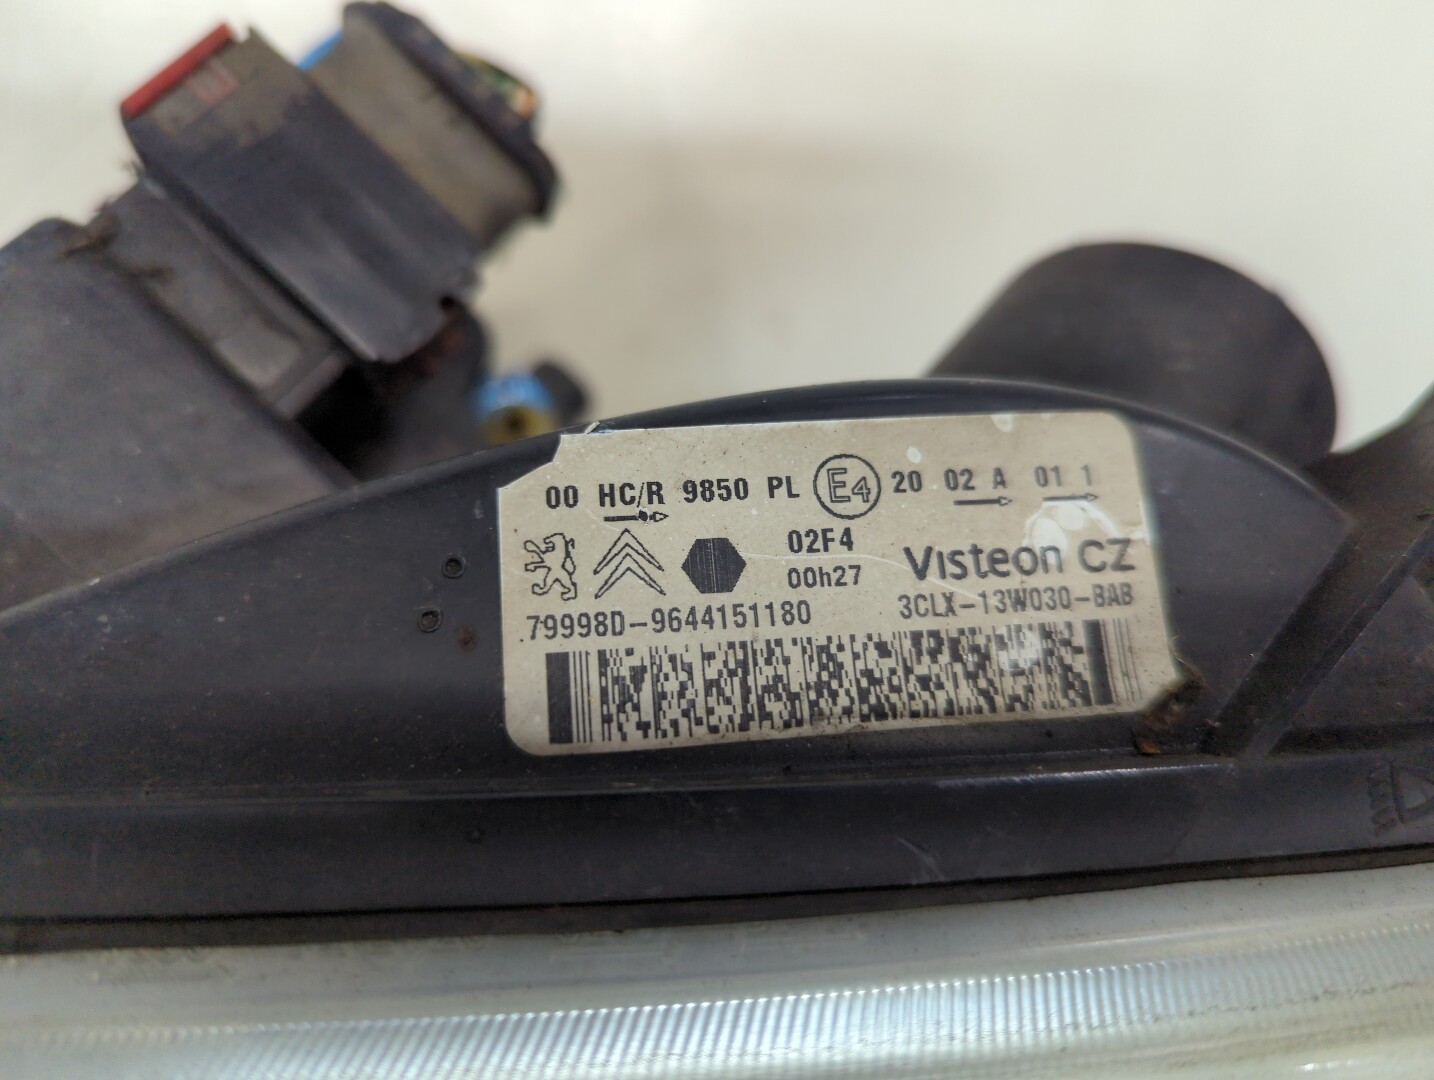 00 HC/R 9850 PL E4 20 02 A 01 1
02F4
00h27
Visteon CZ
79998D-9644151180
3CLX-13W030-BAB